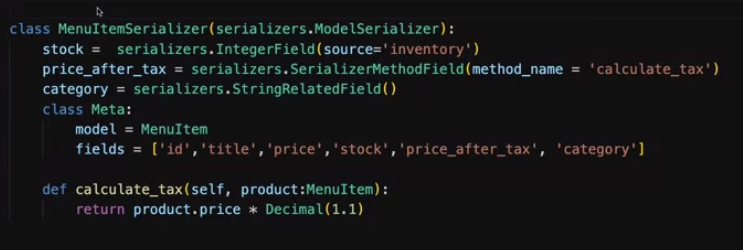 class MenuItemSerializer(serializers.ModelSerializer):
    stock =  serializers.IntegerField(source='inventory')
    price_after_tax = serializers.SerializerMethodField(method_name = 'calculate_tax')
    category = serializers.StringRelatedField()
    class Meta:
        model = MenuItem
        fields = ['id','title','price','stock','price_after_tax', 'category']
    def calculate_tax(self, product:MenuItem):
        return product.price * Decimal(1.1)